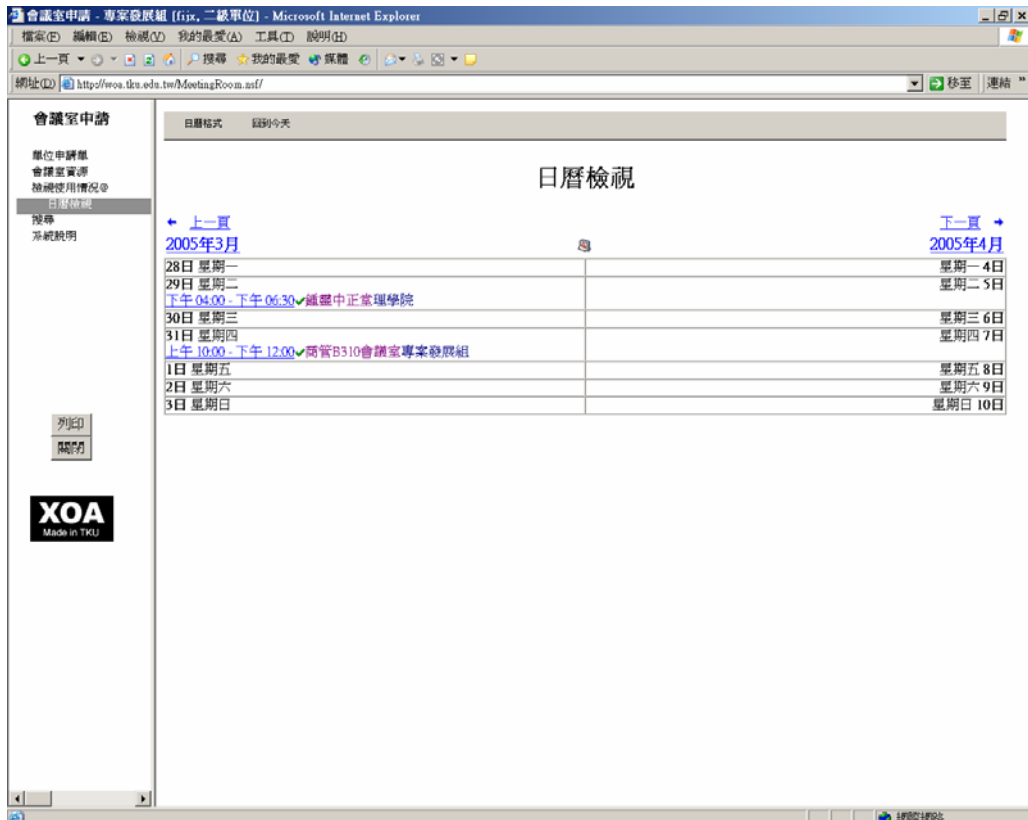 會議室申請 - 專案發展組 [fijx, 二級單位] - Microsoft Internet Explorer
檔案(F) 編輯(E) 檢視(V) 我的最愛(A) 工具(T) 說明(H)
上一頁 搜尋 我的最愛 媒體
網址(D) http://woa.tku.edu.tw/MeetingRoom.nsf/ 移至 連結 »
會議室申請
單位申請單
會議室資源
檢視使用情況@
日曆檢視
搜尋
系統說明
列印
關閉
XOA
Made in TKU
日曆格式 回到今天
日曆檢視
上一頁 下一頁
2005年3月 2005年4月
28日 星期一 星期一 4日
29日 星期二 星期二 5日
下午 04:00 - 下午 06:30✔鍾靈中正堂理學院
30日 星期三 星期三 6日
31日 星期四 星期四 7日
上午 10:00 - 下午 12:00✔商管B310會議室專案發展組
1日 星期五 星期五 8日
2日 星期六 星期六 9日
3日 星期日 星期日 10日
網際網路